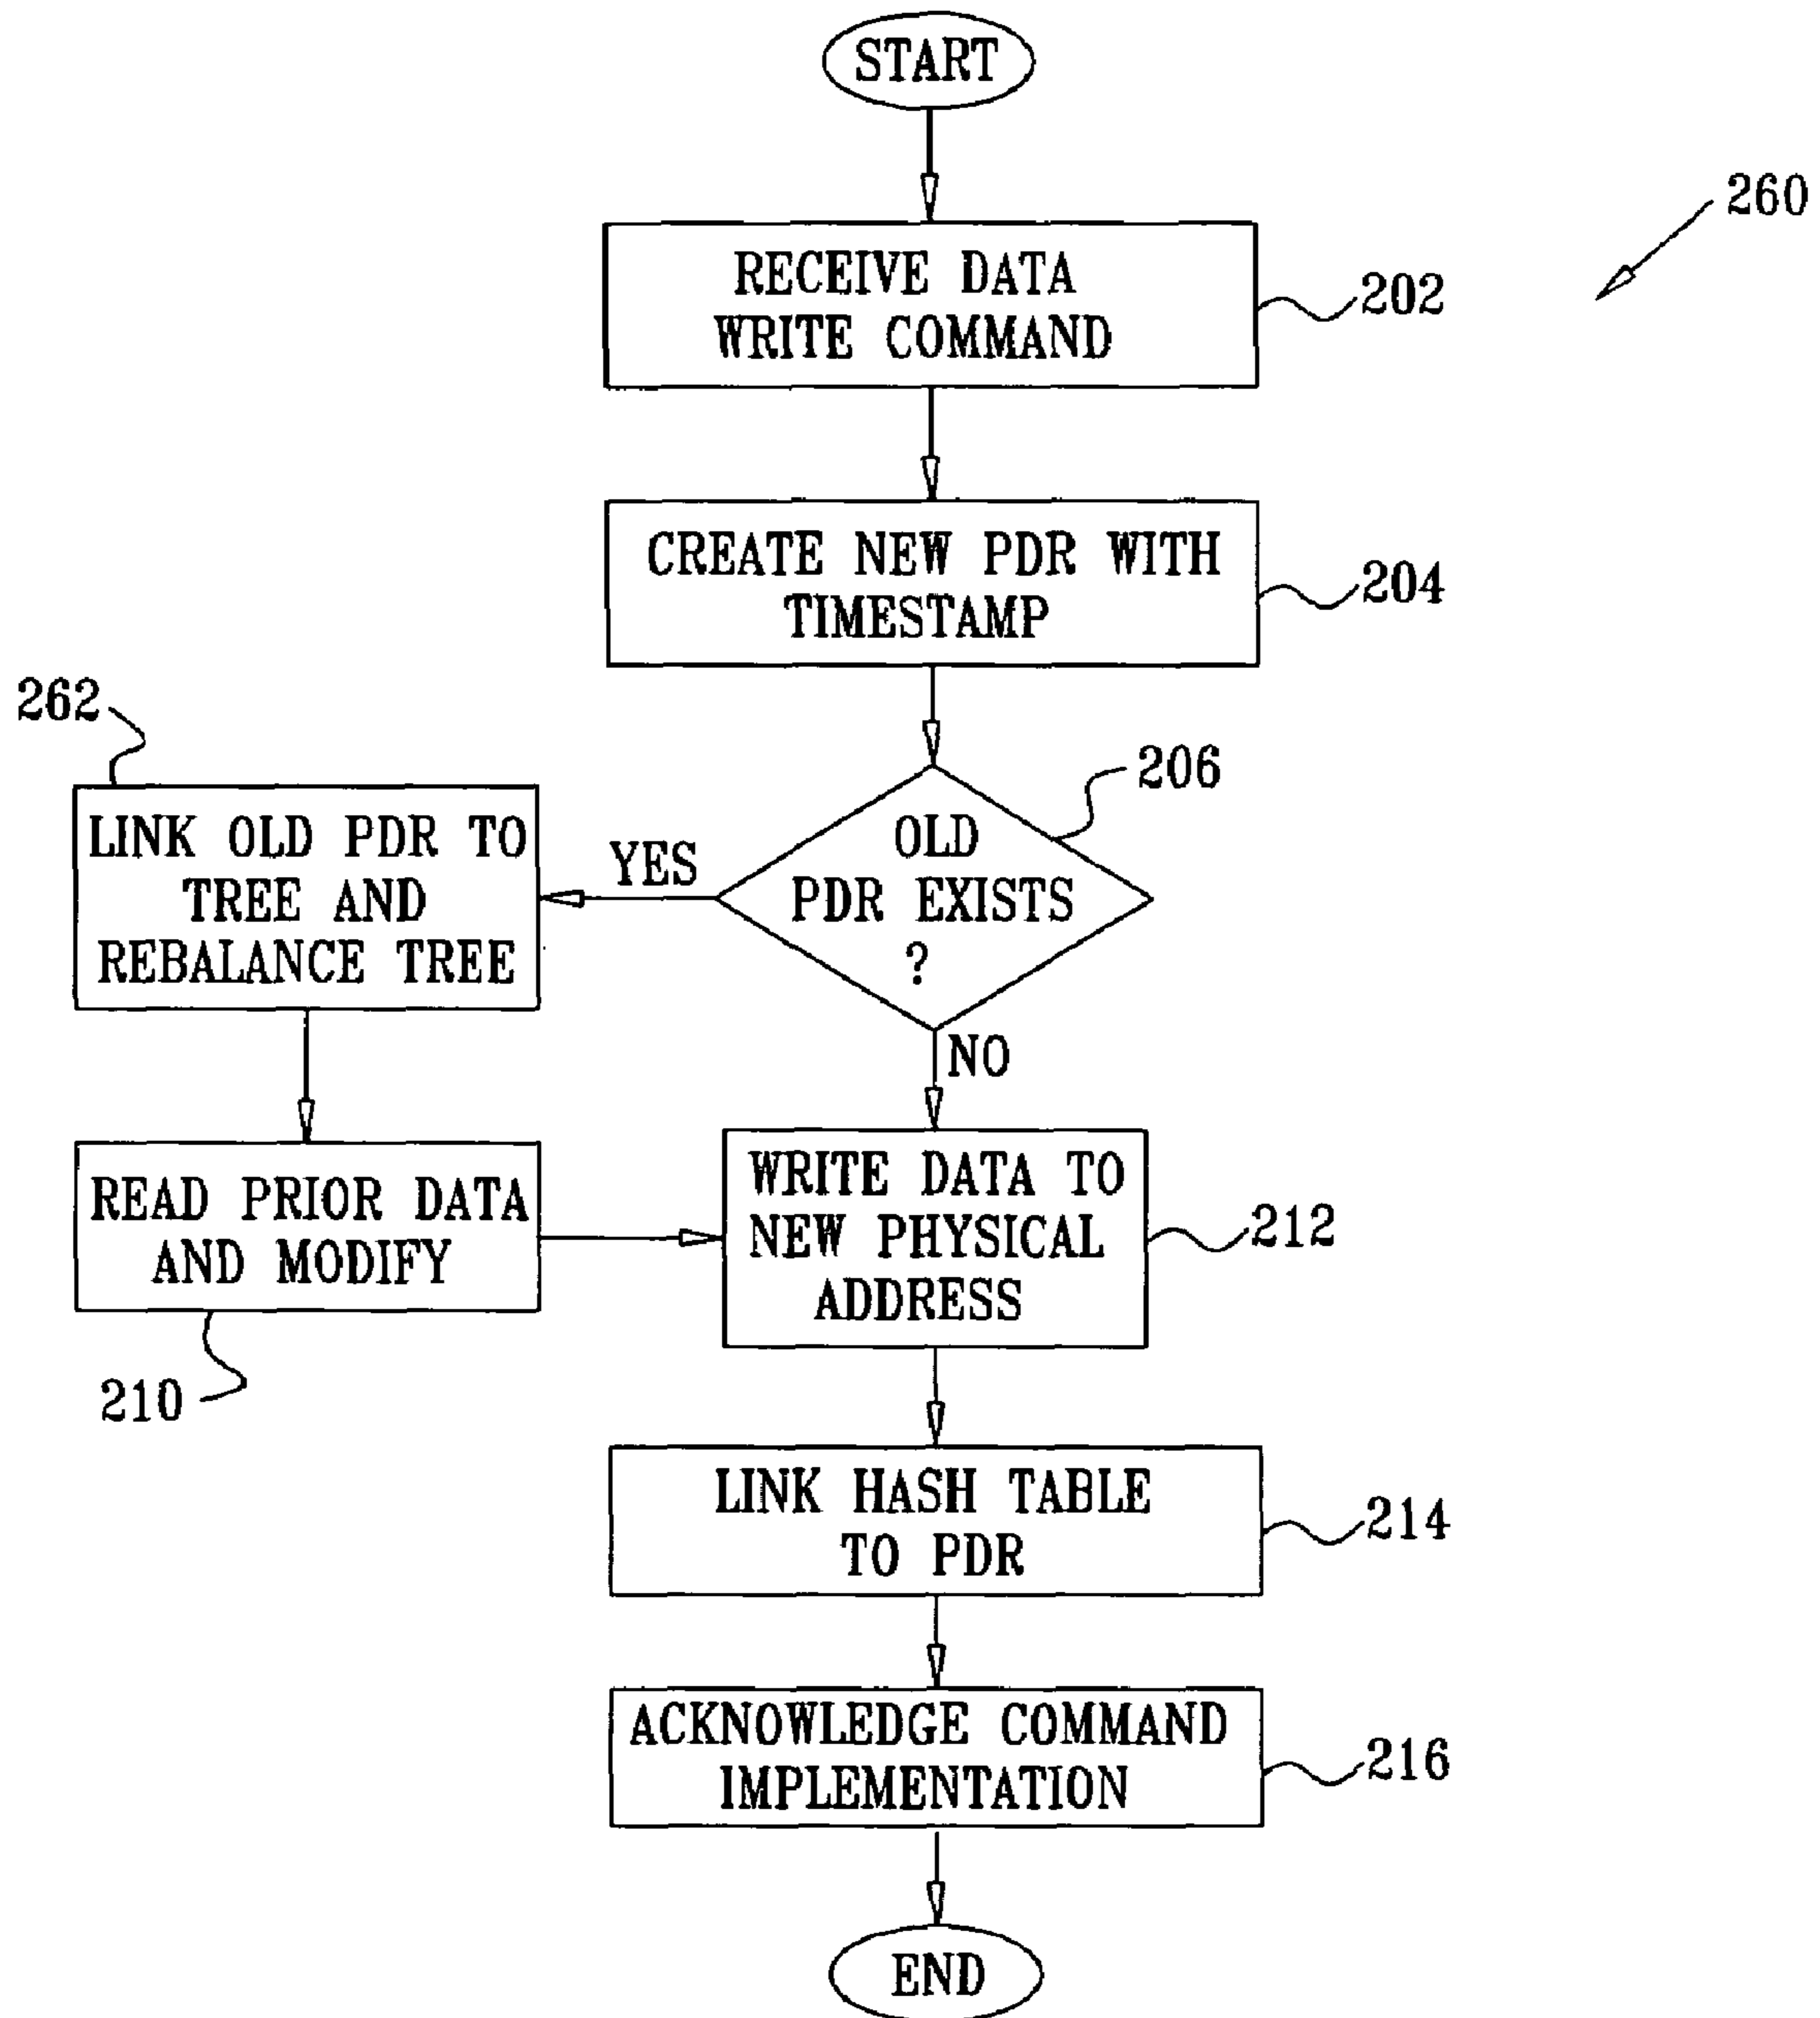 START
260
RECEIVE DATA
WRITE COMMAND
202
CREATE NEW PDR WITH
TIMESTAMP
204
262
206
LINK OLD PDR TO
TREE AND
REBALANCE TREE
YES
OLD
PDR EXISTS
?
NO
READ PRIOR DATA
AND MODIFY
210
WRITE DATA TO
NEW PHYSICAL
ADDRESS
212
LINK HASH TABLE
TO PDR
214
ACKNOWLEDGE COMMAND
IMPLEMENTATION
216
END